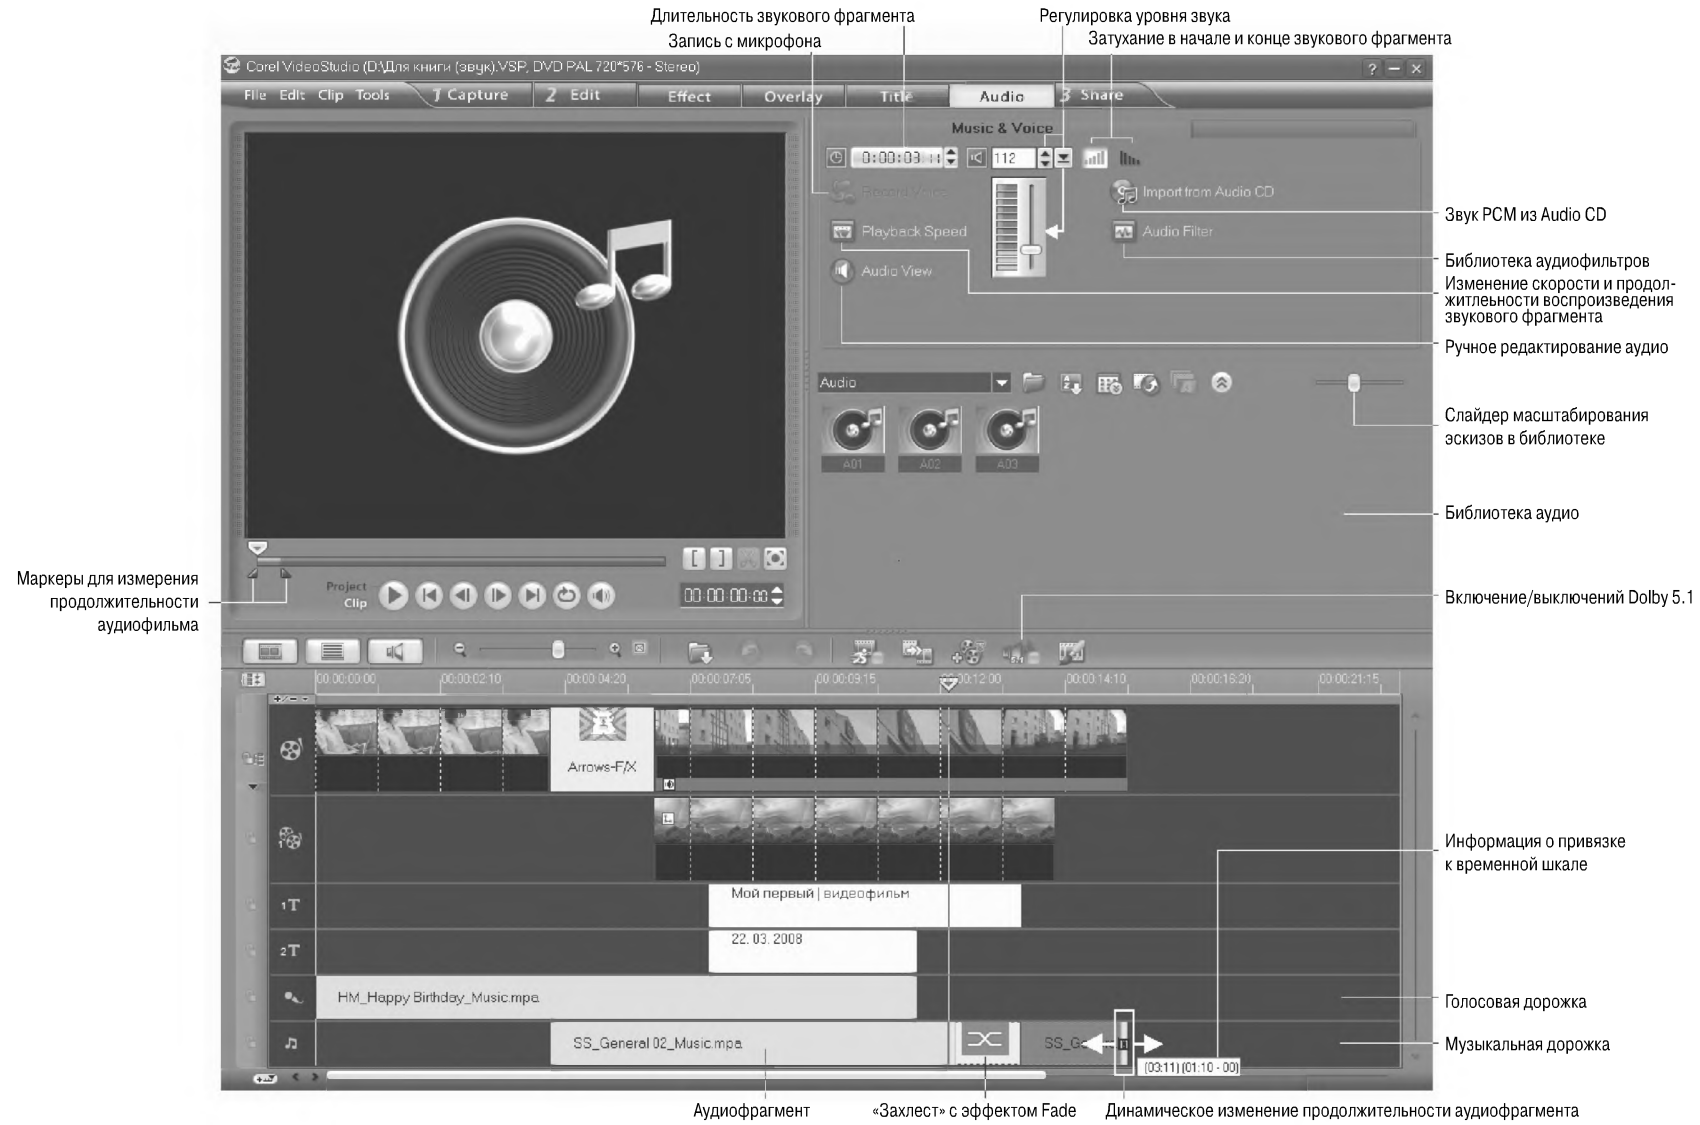 Длительность звукового фрагмента
Регулировка уровня звука
Запись с микрофона
Затухание в начале и конце звукового фрагмента
Corel VideoStudio (D:\Для книги (звук).VSP, DVD PAL 720*576 - Stereo)
? – ×
File Edit Clip Tools 1 Capture 2 Edit Effect Overlay Title Audio 3 Share
Music & Voice
0:00:03:11 112
Record Voice
Import from Audio CD
Звук PCM из Audio CD
Playback Speed
Audio Filter
Библиотека аудиофильтров
Audio View
Изменение скорости и продол-
житлеьности воспроизведения
звукового фрагмента
Ручное редактирование аудио
Audio
Слайдер масштабирования
эскизов в библиотеке
A01 A02 A03
Библиотека аудио
[ ]
Маркеры для измерения
продолжительности
аудиофильма
Project
Clip
00:00:00:00
Включение/выключений Dolby 5.1
00:00:00:00 00:00:02:10 00:00:04:20 00:00:07:05 00:00:09:15 00:00:12:00 00:00:14:10 00:00:16:20 00:00:21:15
Arrows-F/X
Информация о привязке
к временной шкале
1
1T
Мой первый | видеофильм
2T
22. 03. 2008
HM_Happy Birthday_Music.mpa
Голосовая дорожка
SS_General 02_Music.mpa
Музыкальная дорожка
(03:11) (01:10 - 00)
Аудиофрагмент
«Захлест» с эффектом Fade
Динамическое изменение продолжительности аудиофрагмента